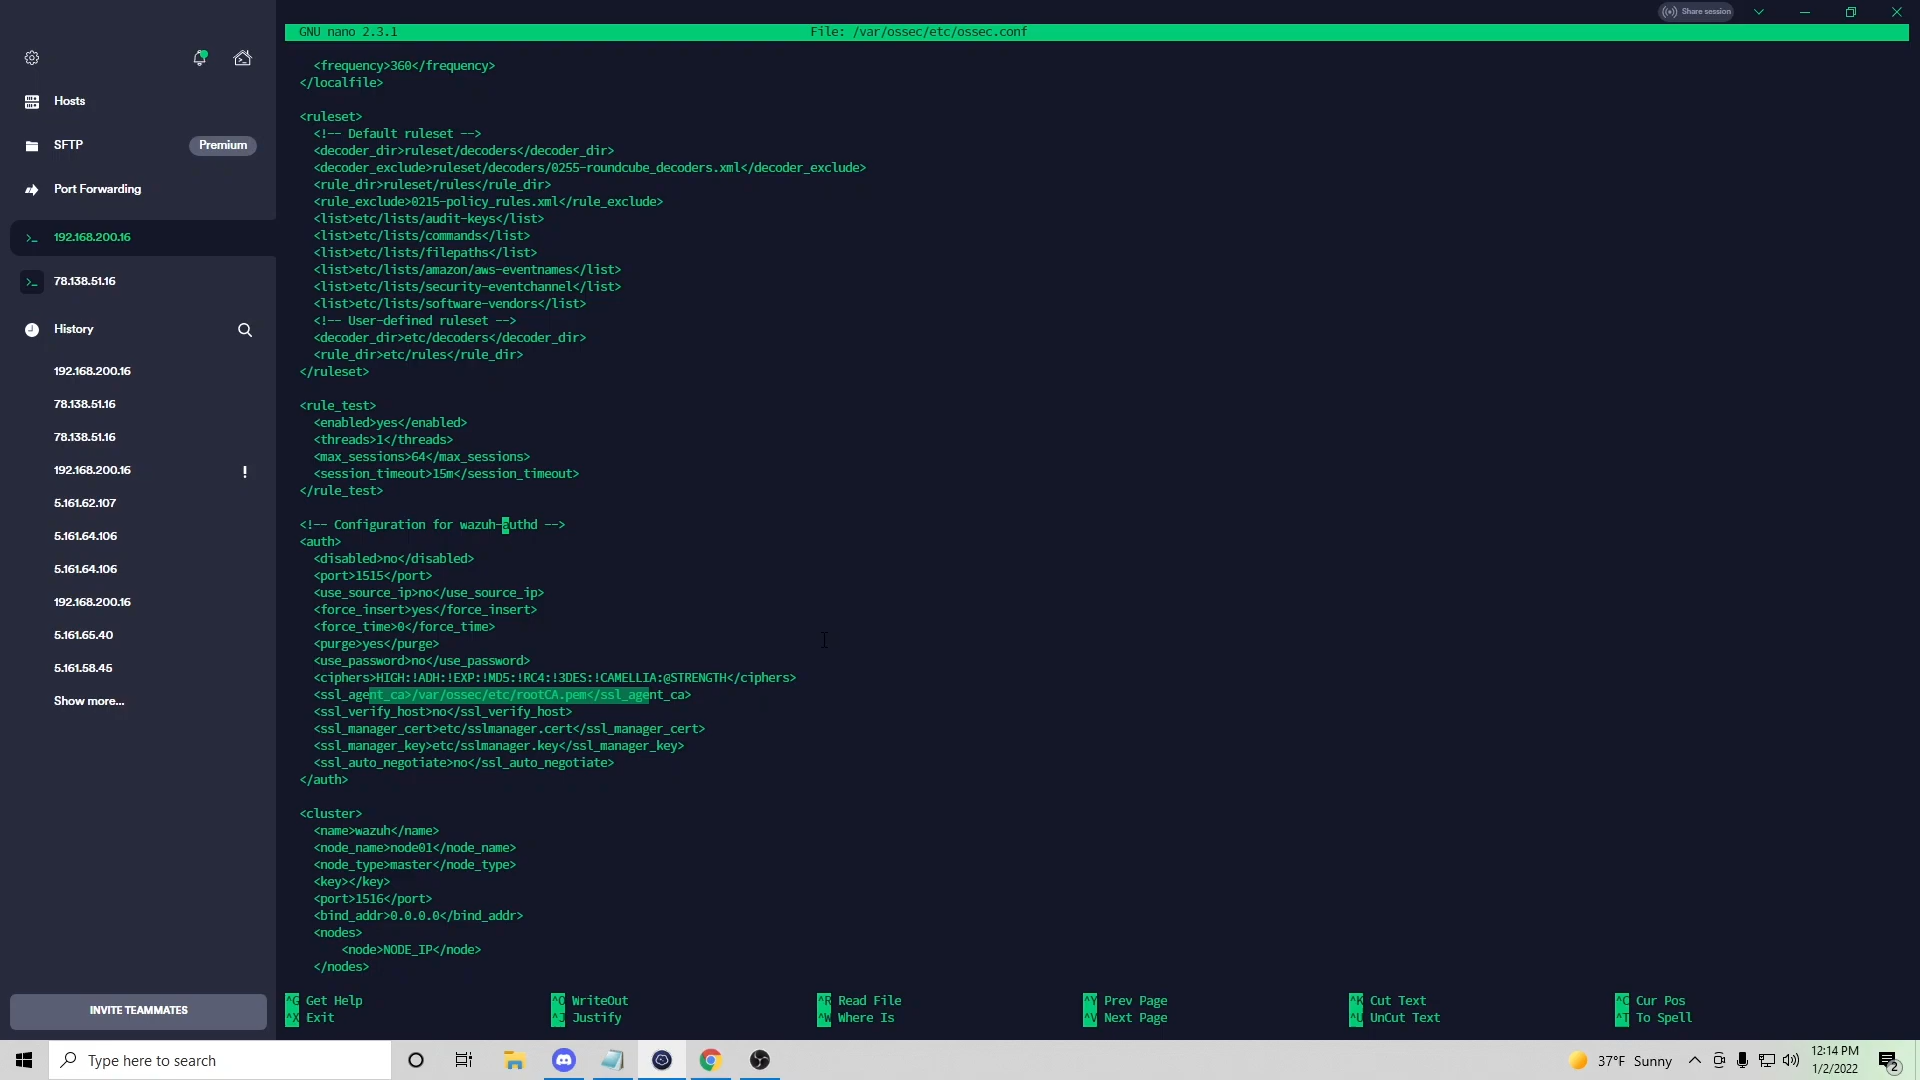 Share session
GNU nano 2.3.1
File: /var/ossec/etc/ossec.conf
Hosts
SFTP
Premium
Port Forwarding
192.168.200.16
78.138.51.16
History
192.168.200.16
78.138.51.16
78.138.51.16
192.168.200.16
!
5.161.62.107
5.161.64.106
5.161.64.106
192.168.200.16
5.161.65.40
5.161.58.45
Show more...
INVITE TEAMMATES
<frequency>360</frequency>
</localfile>
<ruleset>
<!-- Default ruleset -->
<decoder_dir>ruleset/decoders</decoder_dir>
<decoder_exclude>ruleset/decoders/0255-roundcube_decoders.xml</decoder_exclude>
<rule_dir>ruleset/rules</rule_dir>
<rule_exclude>0215-policy_rules.xml</rule_exclude>
<list>etc/lists/audit-keys</list>
<list>etc/lists/commands</list>
<list>etc/lists/filepaths</list>
<list>etc/lists/amazon/aws-eventnames</list>
<list>etc/lists/security-eventchannel</list>
<list>etc/lists/software-vendors</list>
<!-- User-defined ruleset -->
<decoder_dir>etc/decoders</decoder_dir>
<rule_dir>etc/rules</rule_dir>
</ruleset>
<rule_test>
<enabled>yes</enabled>
<threads>1</threads>
<max_sessions>64</max_sessions>
<session_timeout>15m</session_timeout>
</rule_test>
<!-- Configuration for wazuh-authd -->
<auth>
<disabled>no</disabled>
<port>1515</port>
<use_source_ip>no</use_source_ip>
<force_insert>yes</force_insert>
<force_time>0</force_time>
<purge>yes</purge>
<use_password>no</use_password>
<ciphers>HIGH:!ADH:!EXP:!MD5:!RC4:!3DES:!CAMELLIA:@STRENGTH</ciphers>
<ssl_agent_ca>/var/ossec/etc/rootCA.pem</ssl_agent_ca>
<ssl_verify_host>no</ssl_verify_host>
<ssl_manager_cert>etc/sslmanager.cert</ssl_manager_cert>
<ssl_manager_key>etc/sslmanager.key</ssl_manager_key>
<ssl_auto_negotiate>no</ssl_auto_negotiate>
</auth>
<cluster>
<name>wazuh</name>
<node_name>node01</node_name>
<node_type>master</node_type>
<key></key>
<port>1516</port>
<bind_addr>0.0.0.0</bind_addr>
<nodes>
<node>NODE_IP</node>
</nodes>
^G Get Help ^O WriteOut ^R Read File ^Y Prev Page ^K Cut Text ^C Cur Pos
^X Exit ^J Justify ^W Where Is ^V Next Page ^U UnCut Text ^T To Spell
Type here to search
37°F Sunny
12:14 PM
1/2/2022
2